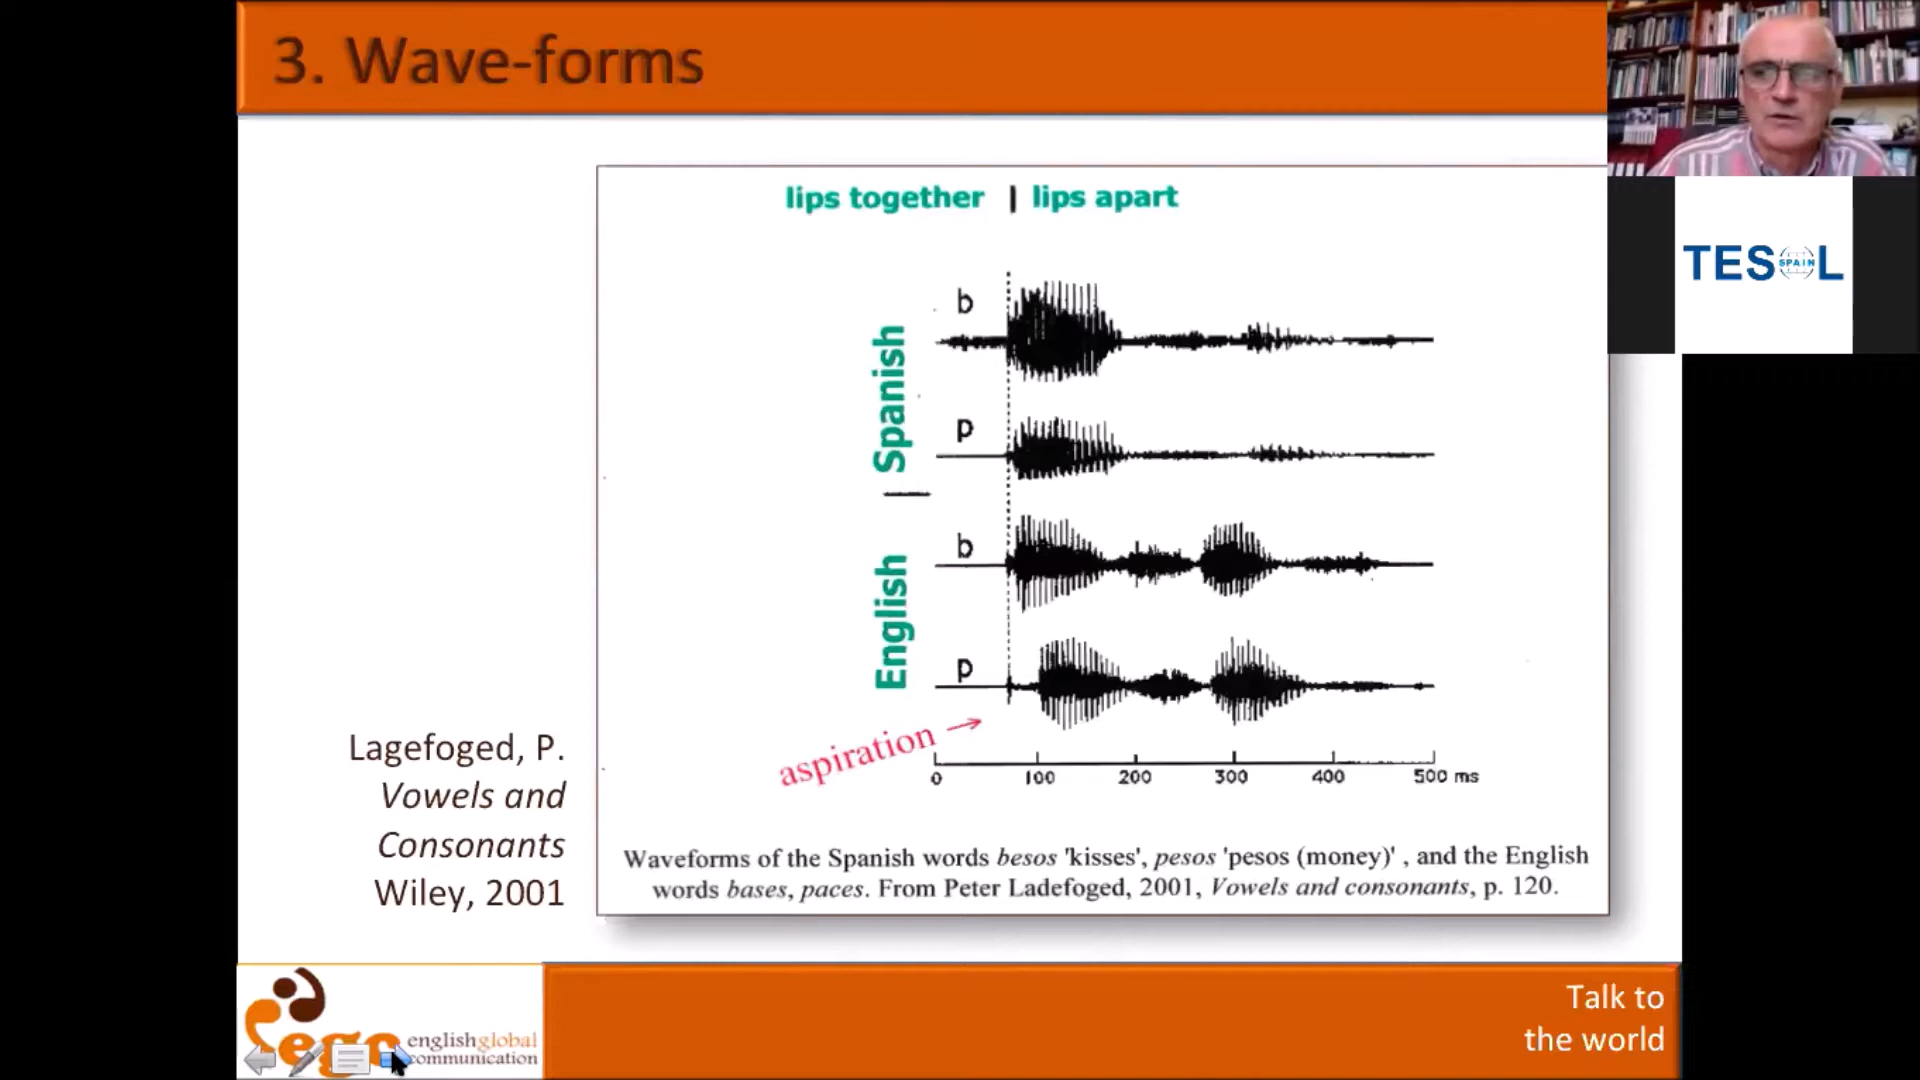 3. Wave-forms
lips together | lips apart
Spanish
b
p
English
b
p
aspiration →
0 100 200 300 400 500 ms
Waveforms of the Spanish words besos 'kisses', pesos 'pesos (money)' , and the English
words bases, paces. From Peter Ladefoged, 2001, Vowels and consonants, p. 120.
Lagefoged, P.
Vowels and
Consonants
Wiley, 2001
TESOL
SPAIN
ego
englishglobal
communication
Talk to
the world